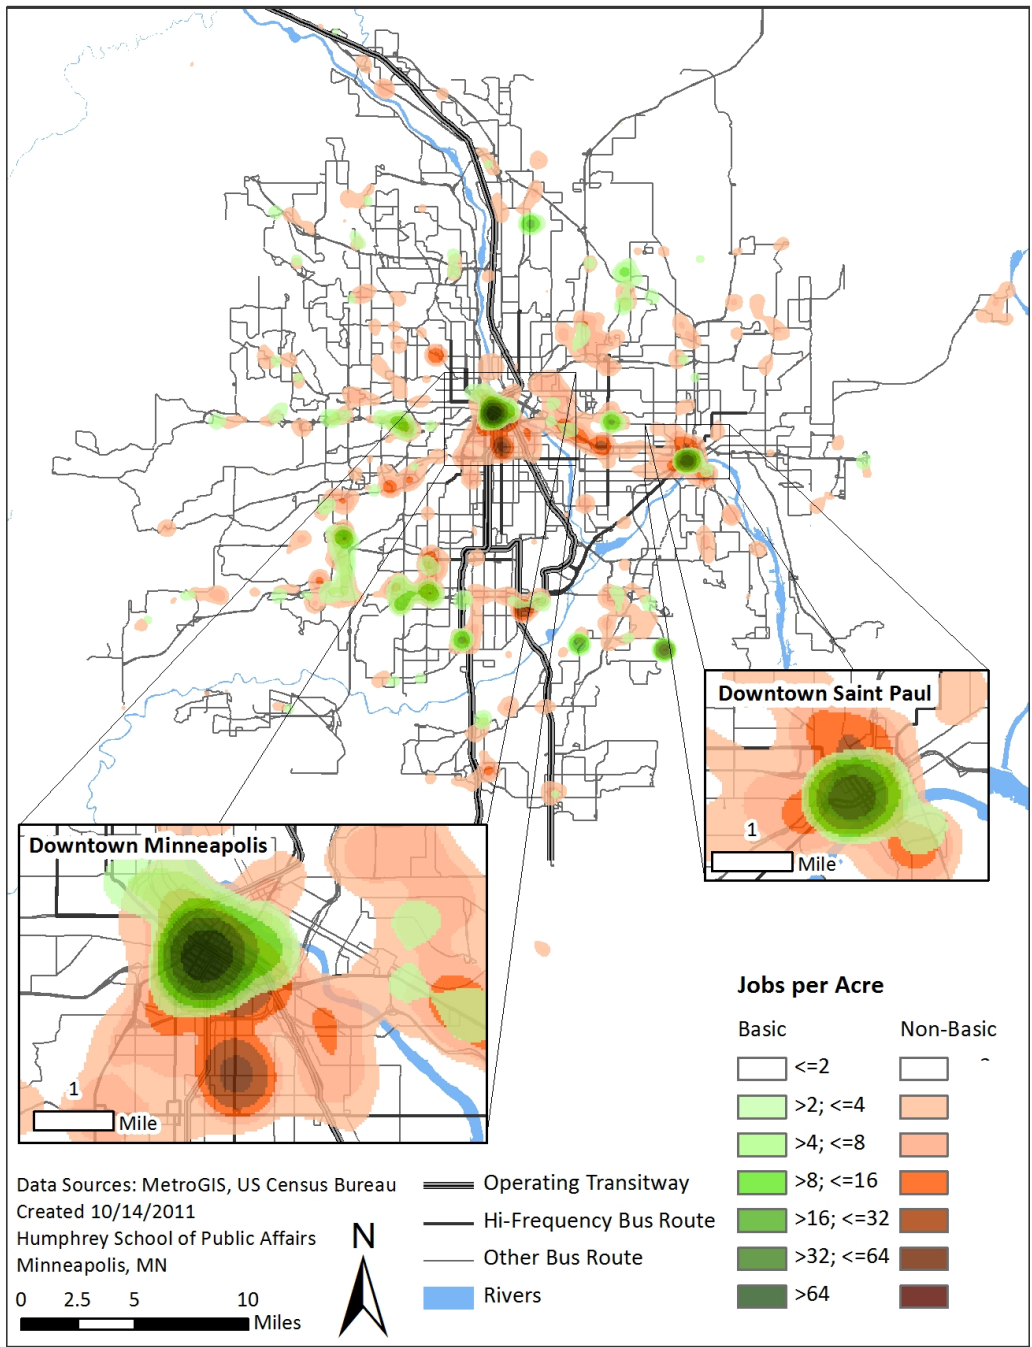 Downtown Saint Paul
1
Mile
Downtown Minneapolis
1
Mile
Jobs per Acre
Basic
Non-Basic
<=2
>2; <=4
>4; <=8
>8; <=16
>16; <=32
>32; <=64
>64
Data Sources: MetroGIS, US Census Bureau
Created 10/14/2011
Humphrey School of Public Affairs
Minneapolis, MN
0 2.5 5 10
Miles
N
Operating Transitway
Hi-Frequency Bus Route
Other Bus Route
Rivers